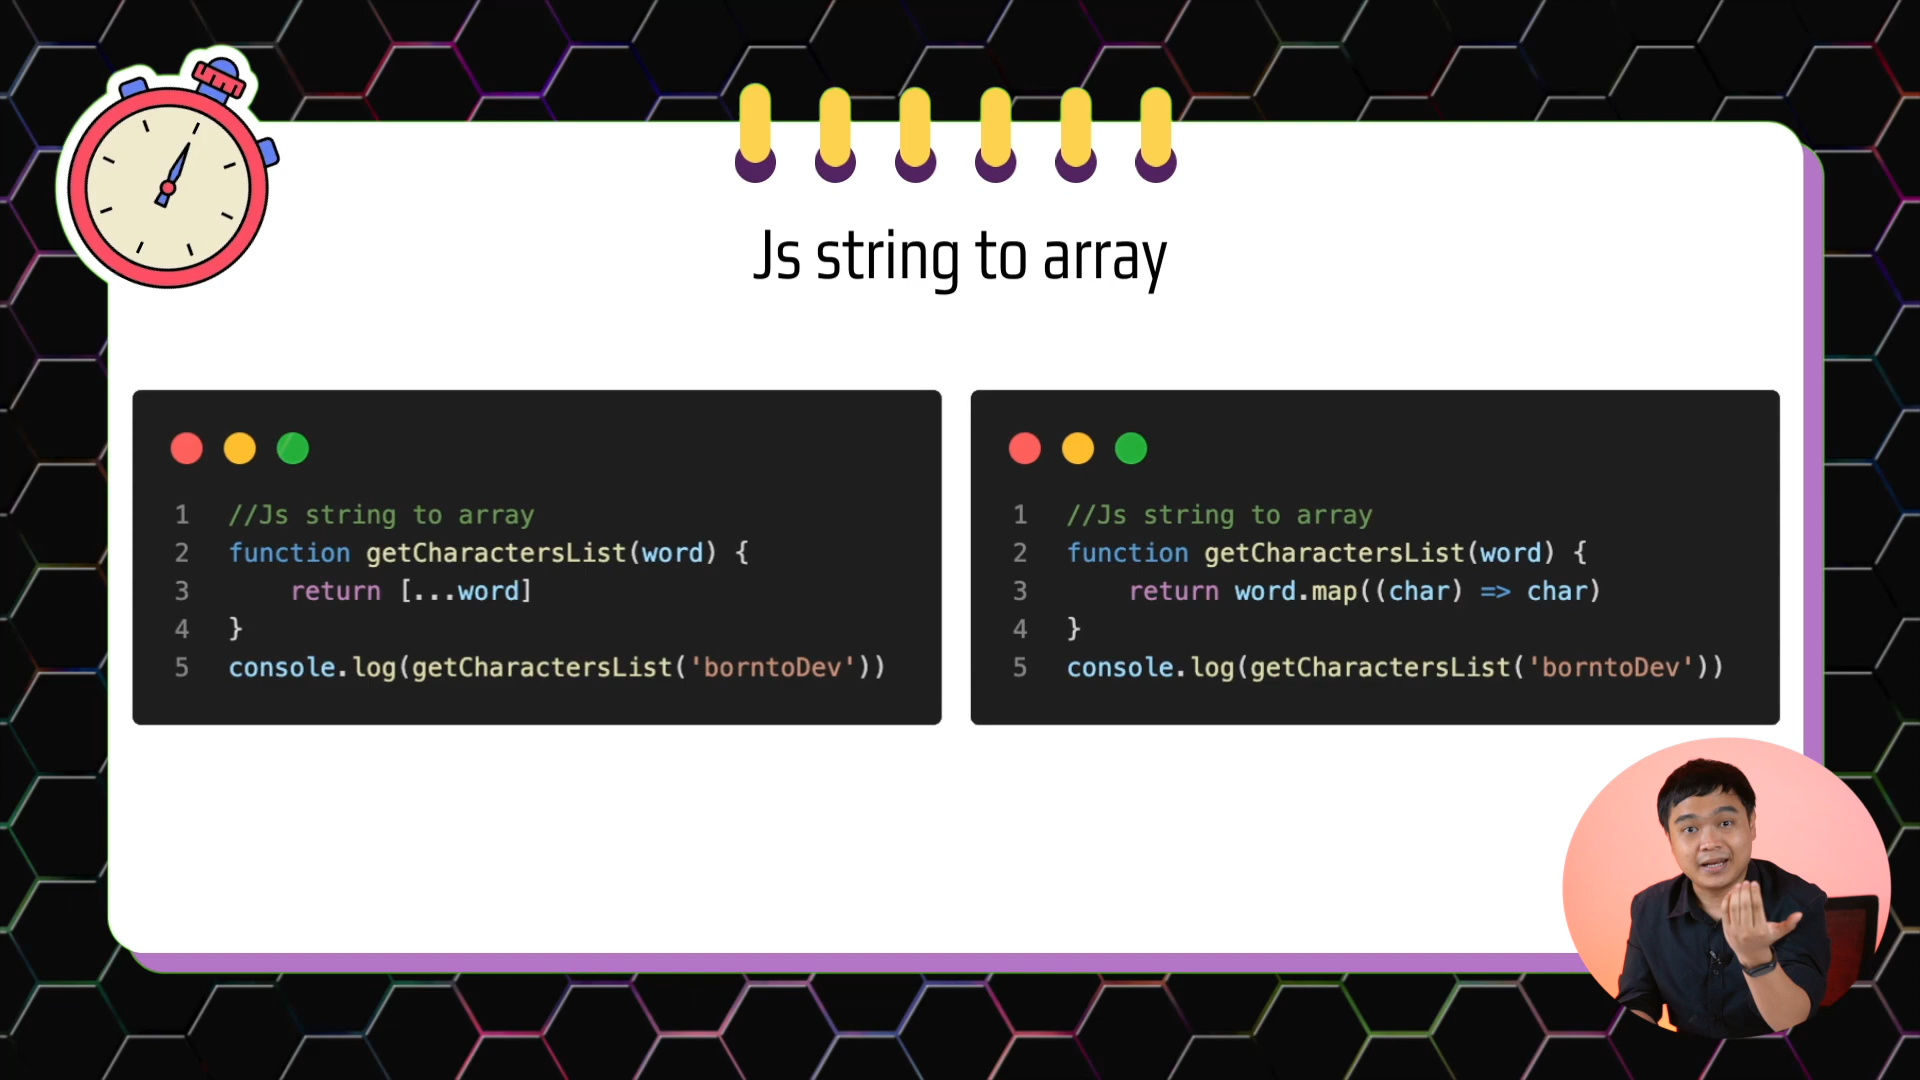 Js string to array
1 //Js string to array
2 function getCharactersList(word) {
3     return [...word]
4 }
5 console.log(getCharactersList('borntoDev'))
1 //Js string to array
2 function getCharactersList(word) {
3     return word.map((char) => char)
4 }
5 console.log(getCharactersList('borntoDev'))